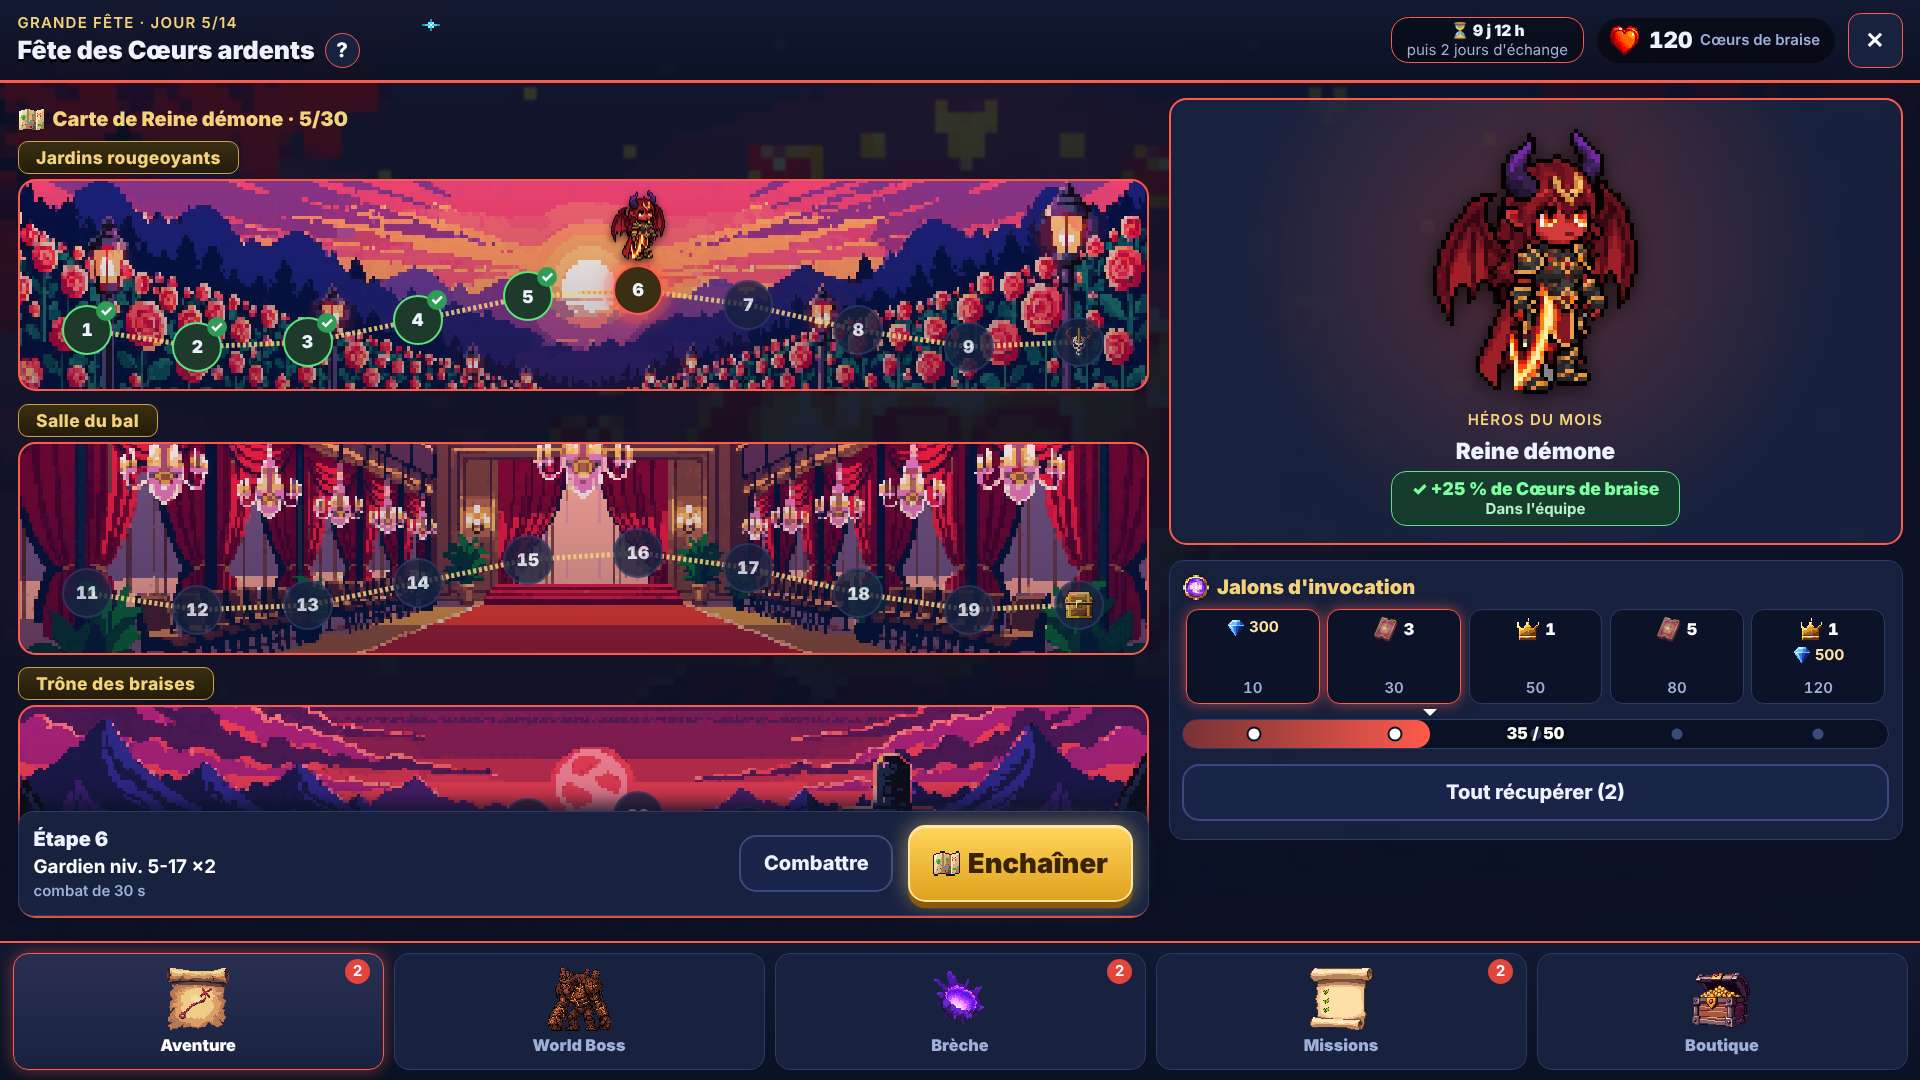 GRANDE FÊTE · JOUR 5/14
Fête des Cœurs ardents ?
9 j 12 h
puis 2 jours d'échange
120 Cœurs de braise
×
Carte de Reine démone · 5/30
Jardins rougeoyants
1 2 3 4 5 6 7 8 9
Salle du bal
11 12 13 14 15 16 17 18 19
Trône des braises
Étape 6
Gardien niv. 5-17 ×2
combat de 30 s
Combattre
Enchaîner
HÉROS DU MOIS
Reine démone
+25 % de Cœurs de braise
Dans l'équipe
Jalons d'invocation
300
10
3
30
1
50
5
80
1
500
120
35 / 50
Tout récupérer (2)
2
Aventure
World Boss
2
Brèche
2
Missions
Boutique